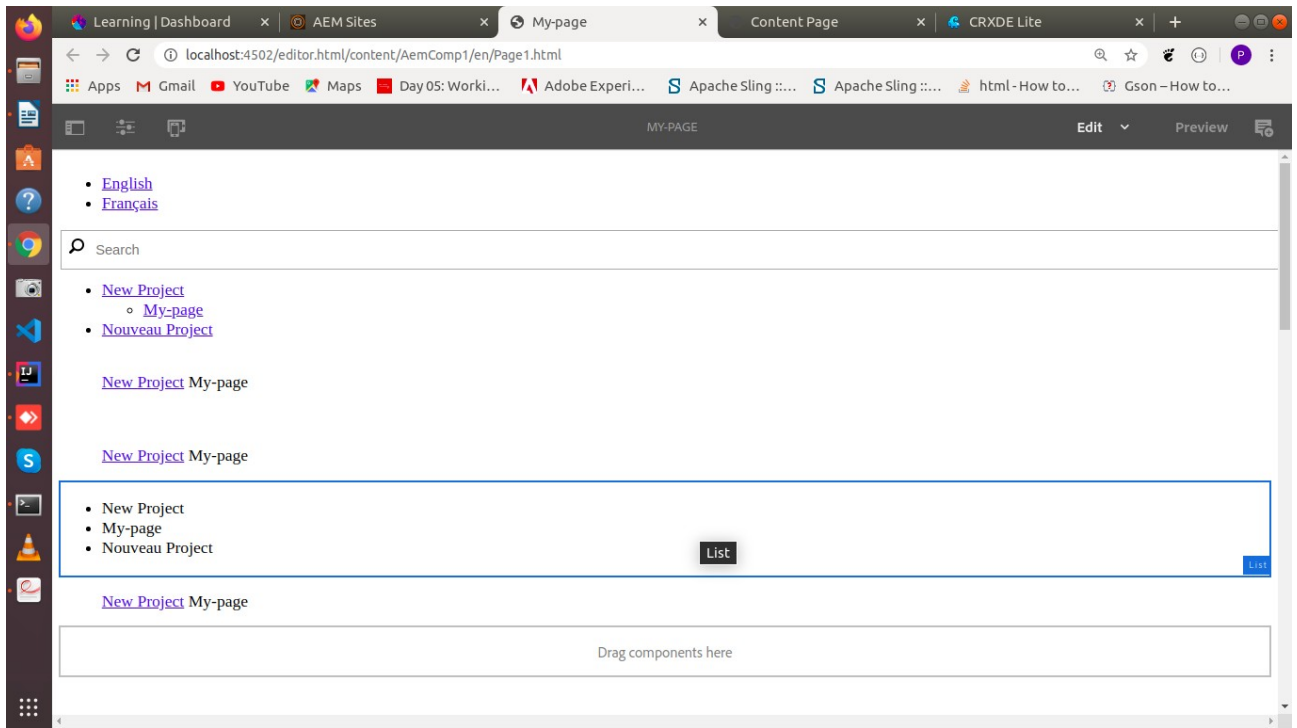 Learning | Dashboard AEM Sites My-page Content Page CRXDE Lite
localhost:4502/editor.html/content/AemComp1/en/Page1.html P
Apps Gmail YouTube Maps Day 05: Worki... Adobe Experi... Apache Sling ::... Apache Sling ::... html - How to... Gson – How to...
MY-PAGE Edit Preview
English
Français
Search
New Project
My-page
Nouveau Project
New Project My-page
New Project My-page
New Project
My-page
Nouveau Project
List
List
New Project My-page
Drag components here